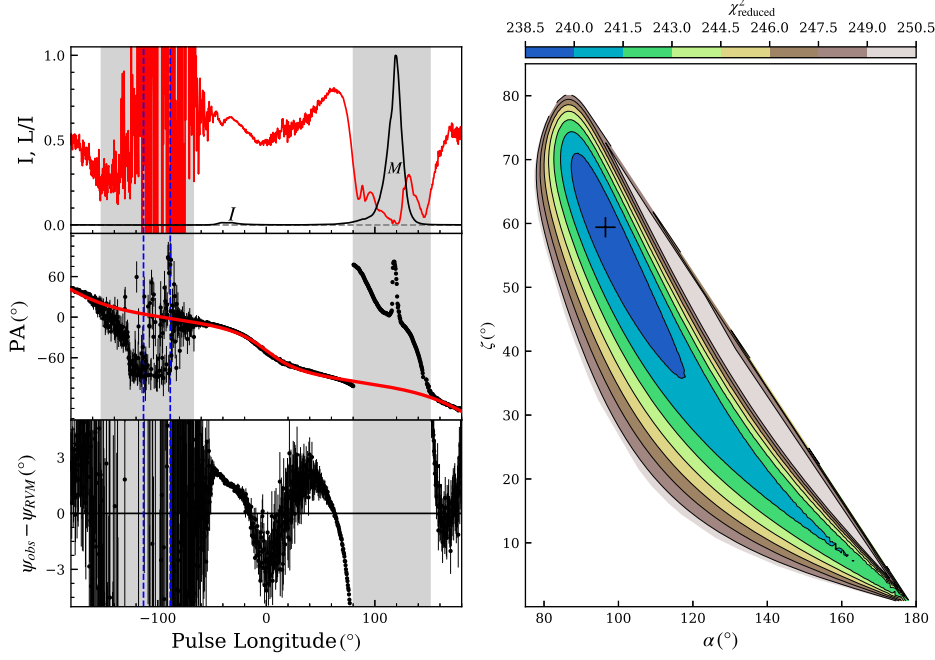 1.0
0.5
0.0
I, L/I
I
M
60
0
−60
PA(°)
3
0
−3
ψobs−ψRVM(°)
−100 0 100
Pulse Longitude(°)
χ²reduced
238.5 240.0 241.5 243.0 244.5 246.0 247.5 249.0 250.5
80
70
60
50
40
30
20
10
ζ(°)
80 100 120 140 160 180
α(°)